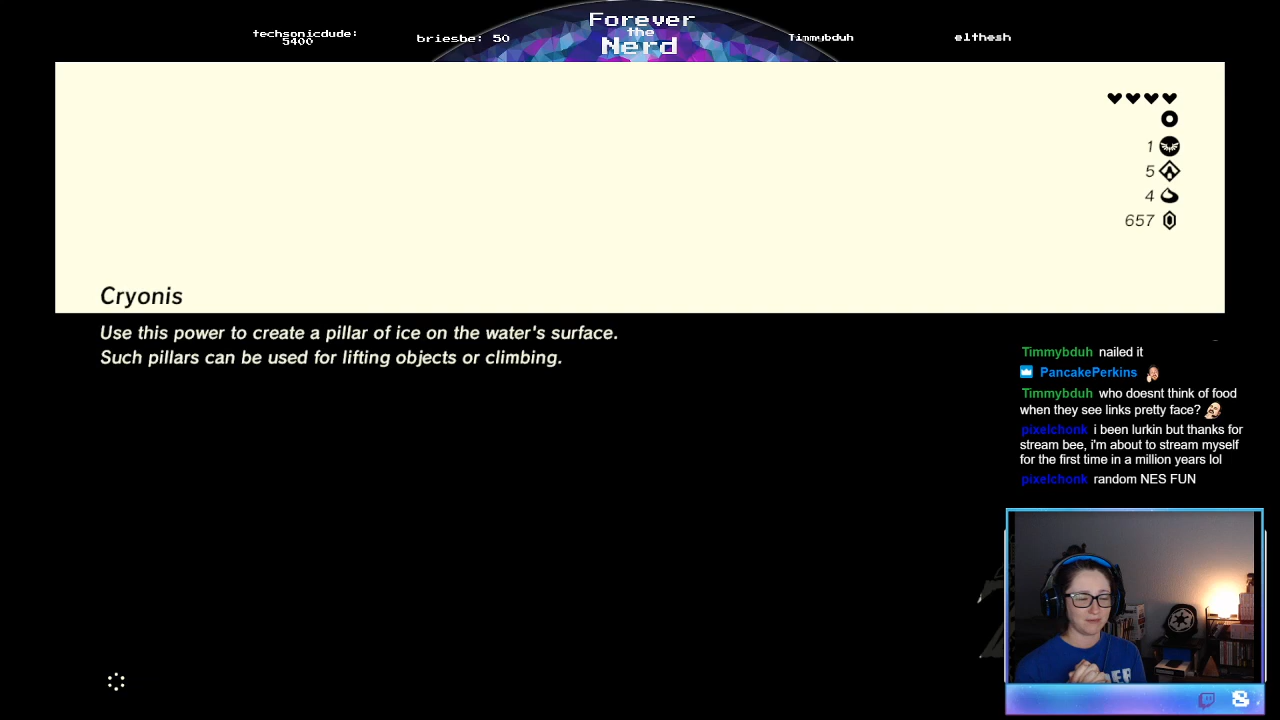 Forever
the
Nerd
techsonicdude:
5400
briesbe: 50
Timmybduh
elthesh
1
5
4
657
Cryonis
Use this power to create a pillar of ice on the water's surface.
Such pillars can be used for lifting objects or climbing.
Timmybduh nailed it
PancakePerkins
Timmybduh who doesnt think of food
when they see links pretty face?
pixelchonk i been lurkin but thanks for
stream bee, i'm about to stream myself
for the first time in a million years lol
pixelchonk random NES FUN
8